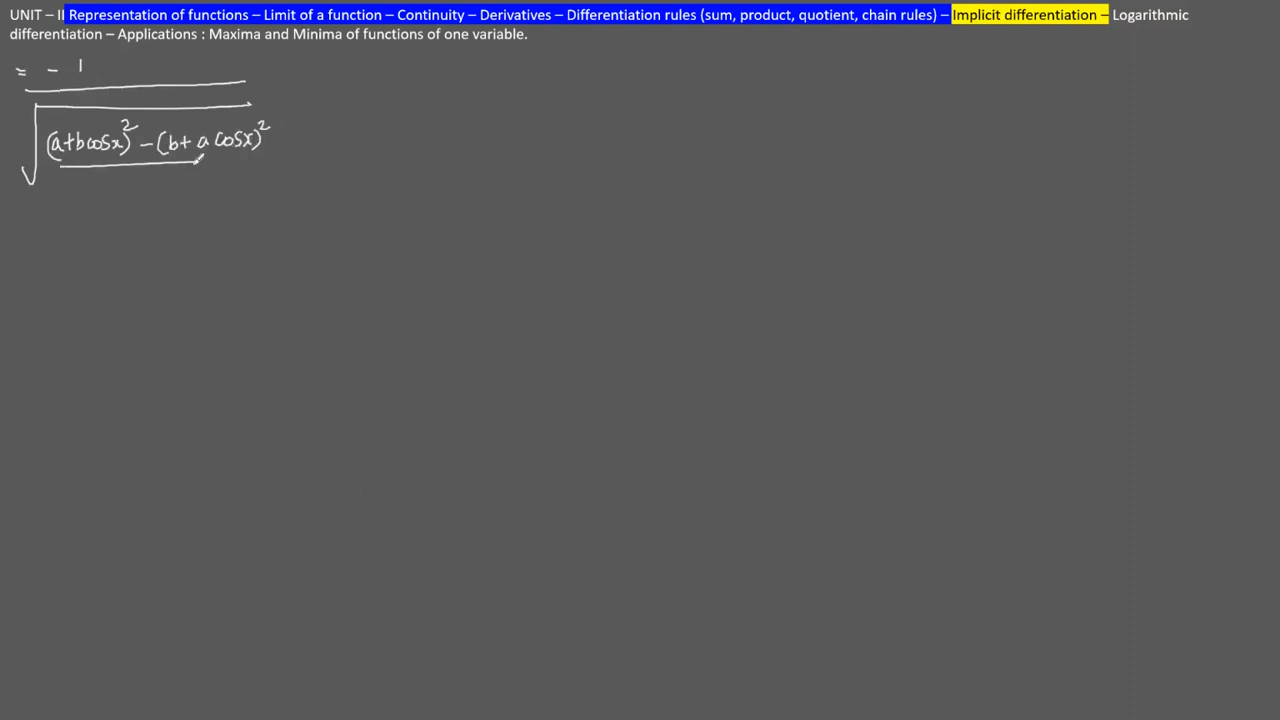 UNIT – II Representation of functions – Limit of a function – Continuity – Derivatives – Differentiation rules (sum, product, quotient, chain rules) – Implicit differentiation – Logarithmic
differentiation – Applications : Maxima and Minima of functions of one variable.
= - 1
√(a+bcosx)² - (b+ a cosx)²